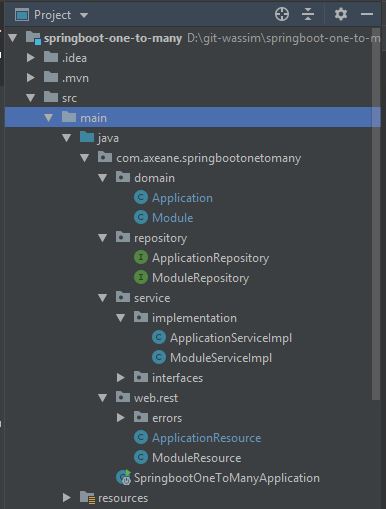 Project
springboot-one-to-many D:\git-wassim\springboot-one-to-m
.idea
.mvn
src
main
java
com.axeane.springbootonetomany
domain
Application
Module
repository
ApplicationRepository
ModuleRepository
service
implementation
ApplicationServiceImpl
ModuleServiceImpl
interfaces
web.rest
errors
ApplicationResource
ModuleResource
SpringbootOneToManyApplication
resources